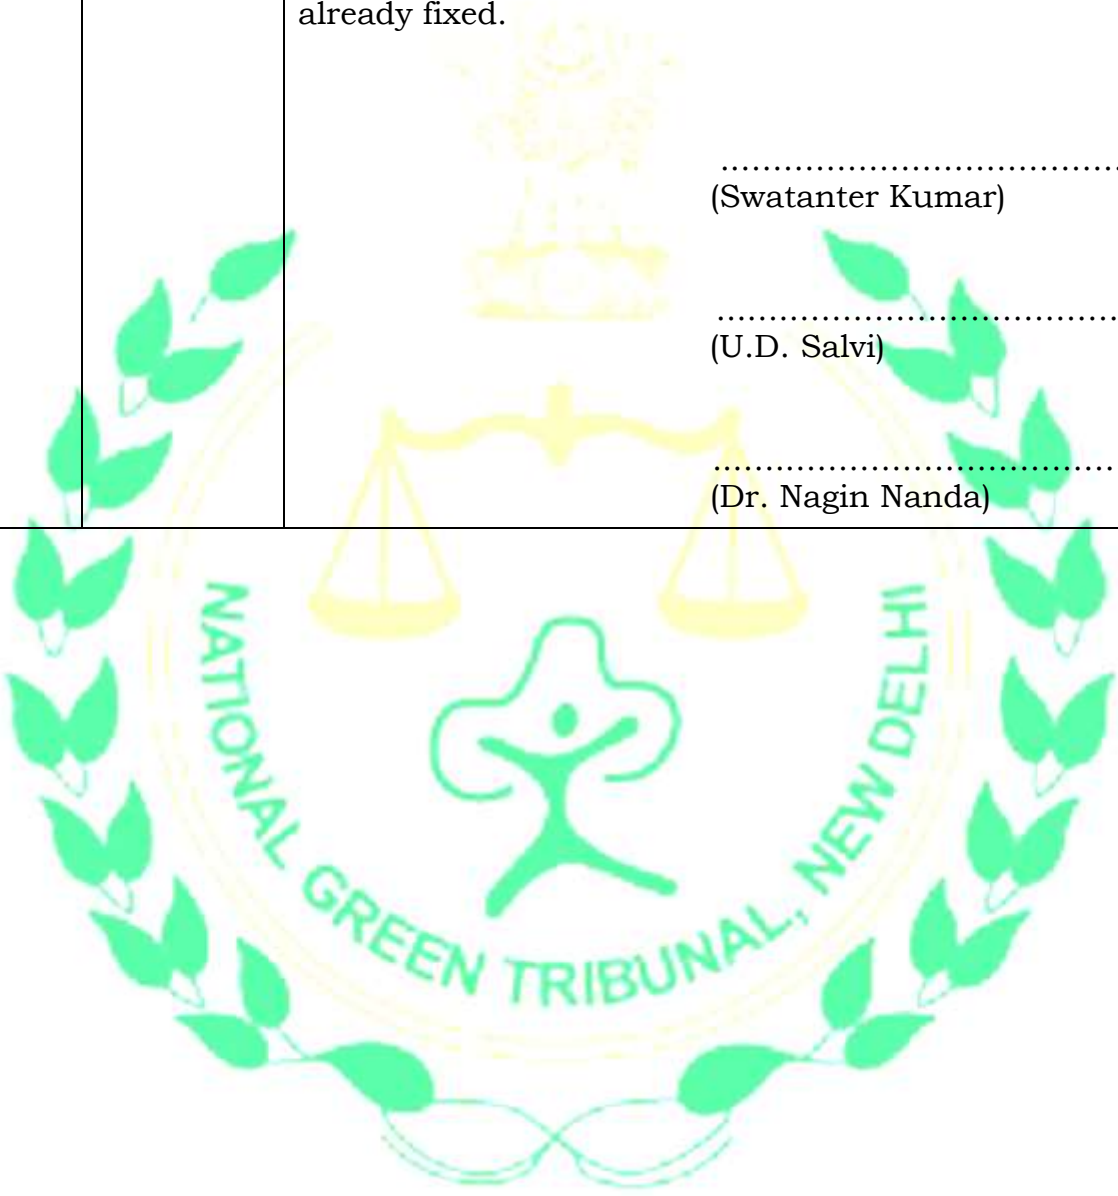 already fixed.
..........................................
(Swatanter Kumar)
..........................................
(U.D. Salvi)
..........................................
(Dr. Nagin Nanda)
NATIONAL GREEN TRIBUNAL, NEW DELHI